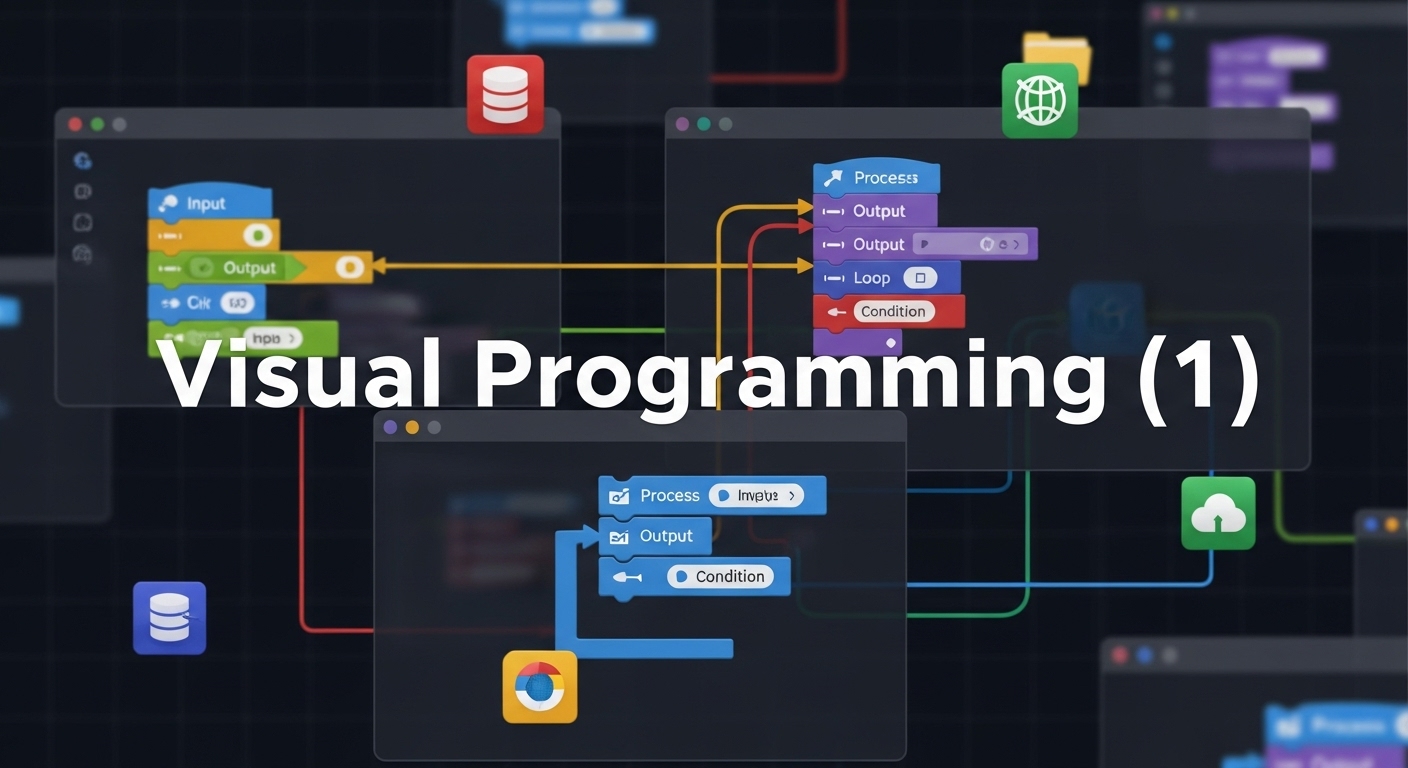 Input
Output
Process
Output
Output
Loop
Condition
Visual Programming (1)
Process
Output
Condition